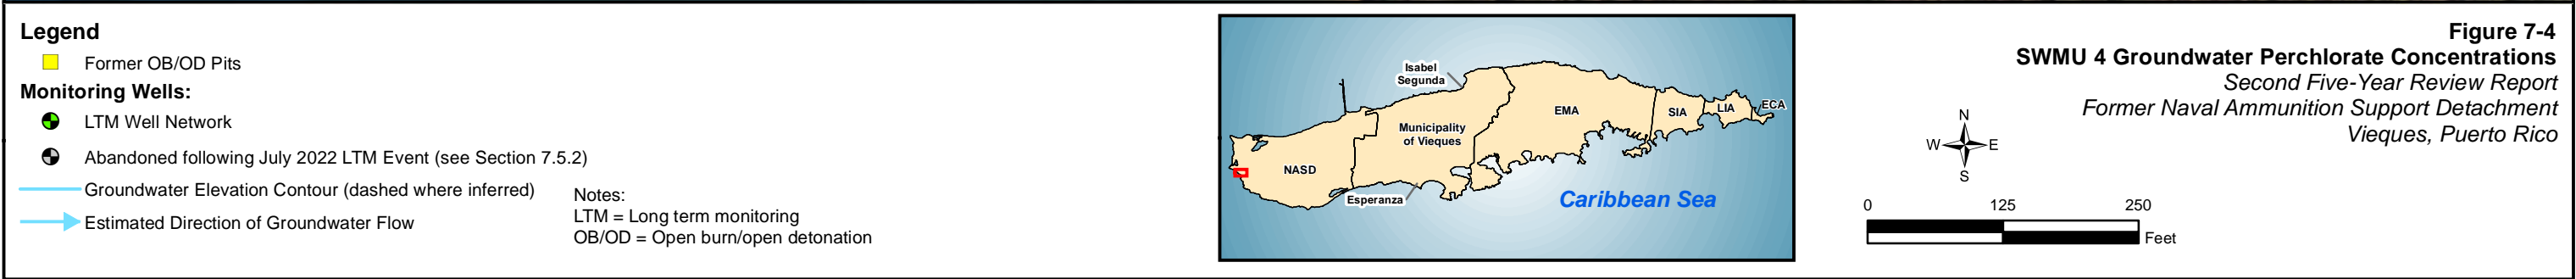 Legend
Former OB/OD Pits
Monitoring Wells:
LTM Well Network
Abandoned following July 2022 LTM Event (see Section 7.5.2)
Groundwater Elevation Contour (dashed where inferred)
Estimated Direction of Groundwater Flow
Notes:
LTM = Long term monitoring
OB/OD = Open burn/open detonation
Isabel
Segunda
EMA
SIA
LIA
ECA
Municipality
of Vieques
NASD
Esperanza
Caribbean Sea
N
W
E
S
0
125
250
Feet
Figure 7-4
SWMU 4 Groundwater Perchlorate Concentrations
Second Five-Year Review Report
Former Naval Ammunition Support Detachment
Vieques, Puerto Rico